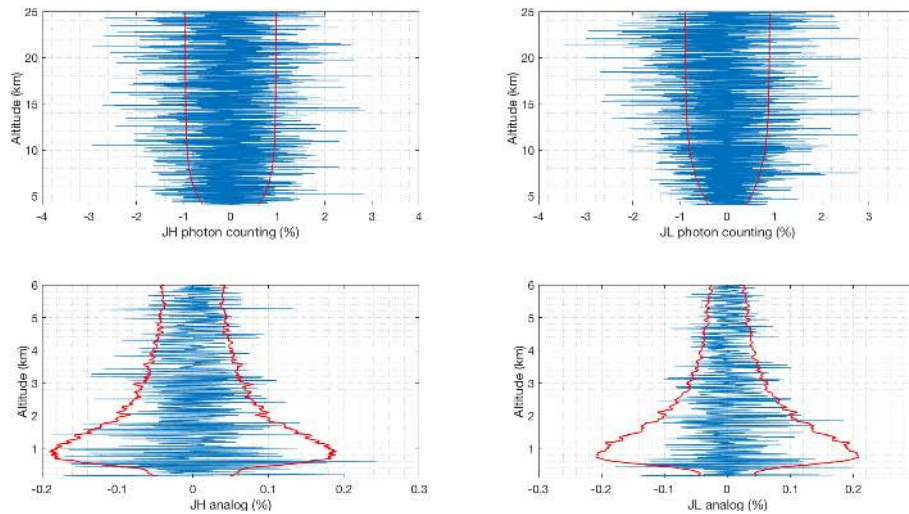 25
20
15
10
5
Altitude (km)
-4 -3 -2 -1 0 1 2 3 4
JH photon counting (%)
25
20
15
10
5
Altitude (km)
-4 -3 -2 -1 0 1 2 3
JL photon counting (%)
6
5
4
3
2
1
Altitude (km)
-0.2 -0.1 0 0.1 0.2 0.3
JH analog (%)
6
5
4
3
2
1
Altitude (km)
-0.3 -0.2 -0.1 0 0.1 0.2
JL analog (%)